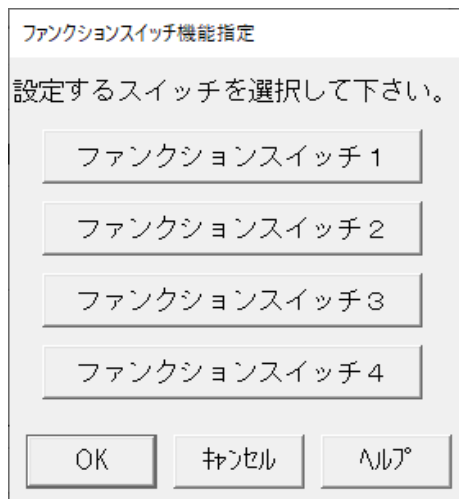 ファンクションスイッチ機能指定
設定するスイッチを選択して下さい。
ファンクションスイッチ1
ファンクションスイッチ2
ファンクションスイッチ3
ファンクションスイッチ4
OK ｷｬﾝｾﾙ ﾍﾙﾌﾟ